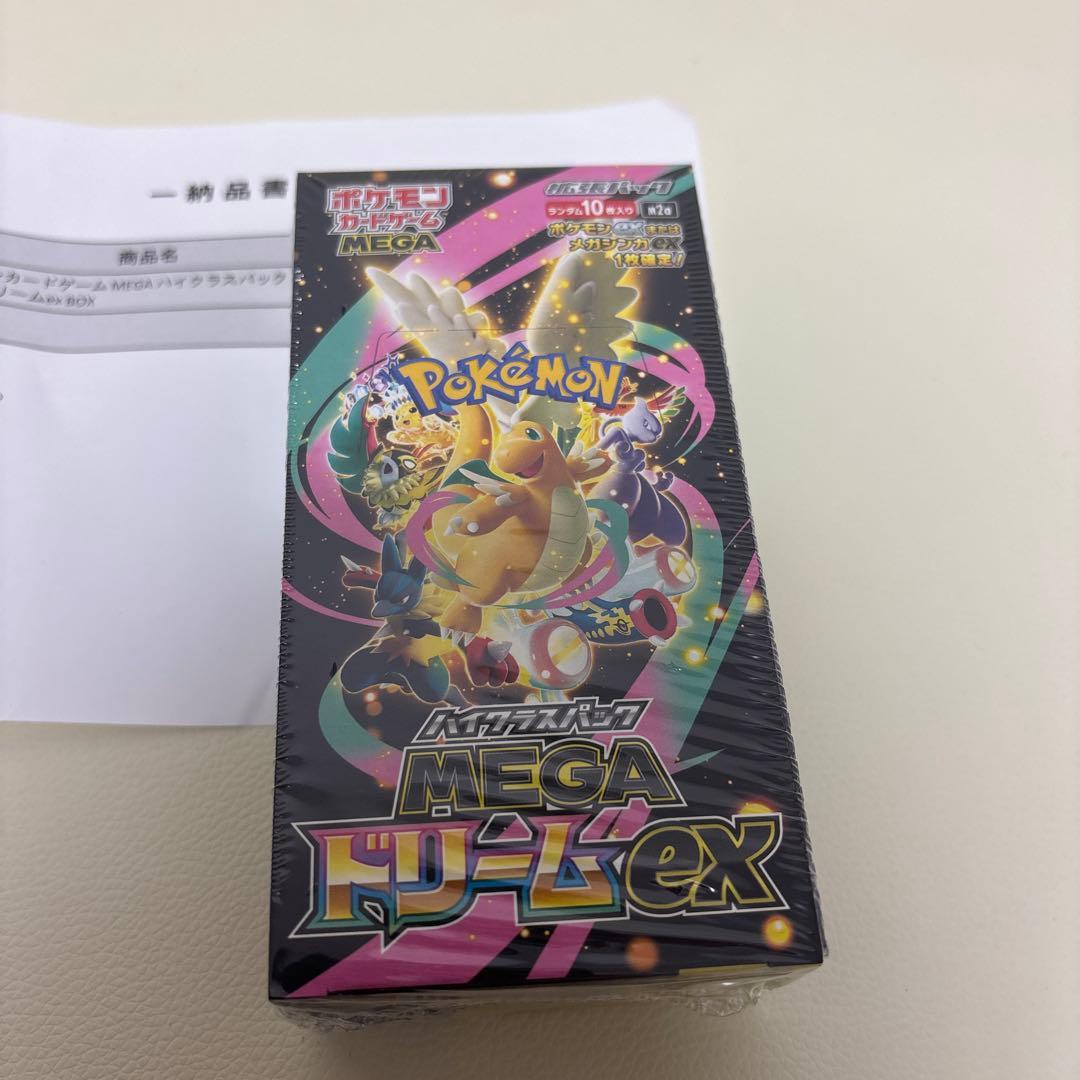 納品書
商品名
カードゲーム MEGA ハイクラスパック
リームex BOX
ポケモン
カードゲーム
MEGA
拡張パック
ランダム10枚入り m2a
ポケモンexまたは
メガシンカex
1枚確定!
POKéMON
TM
ハイクラスパック
MEGA
ドリームex